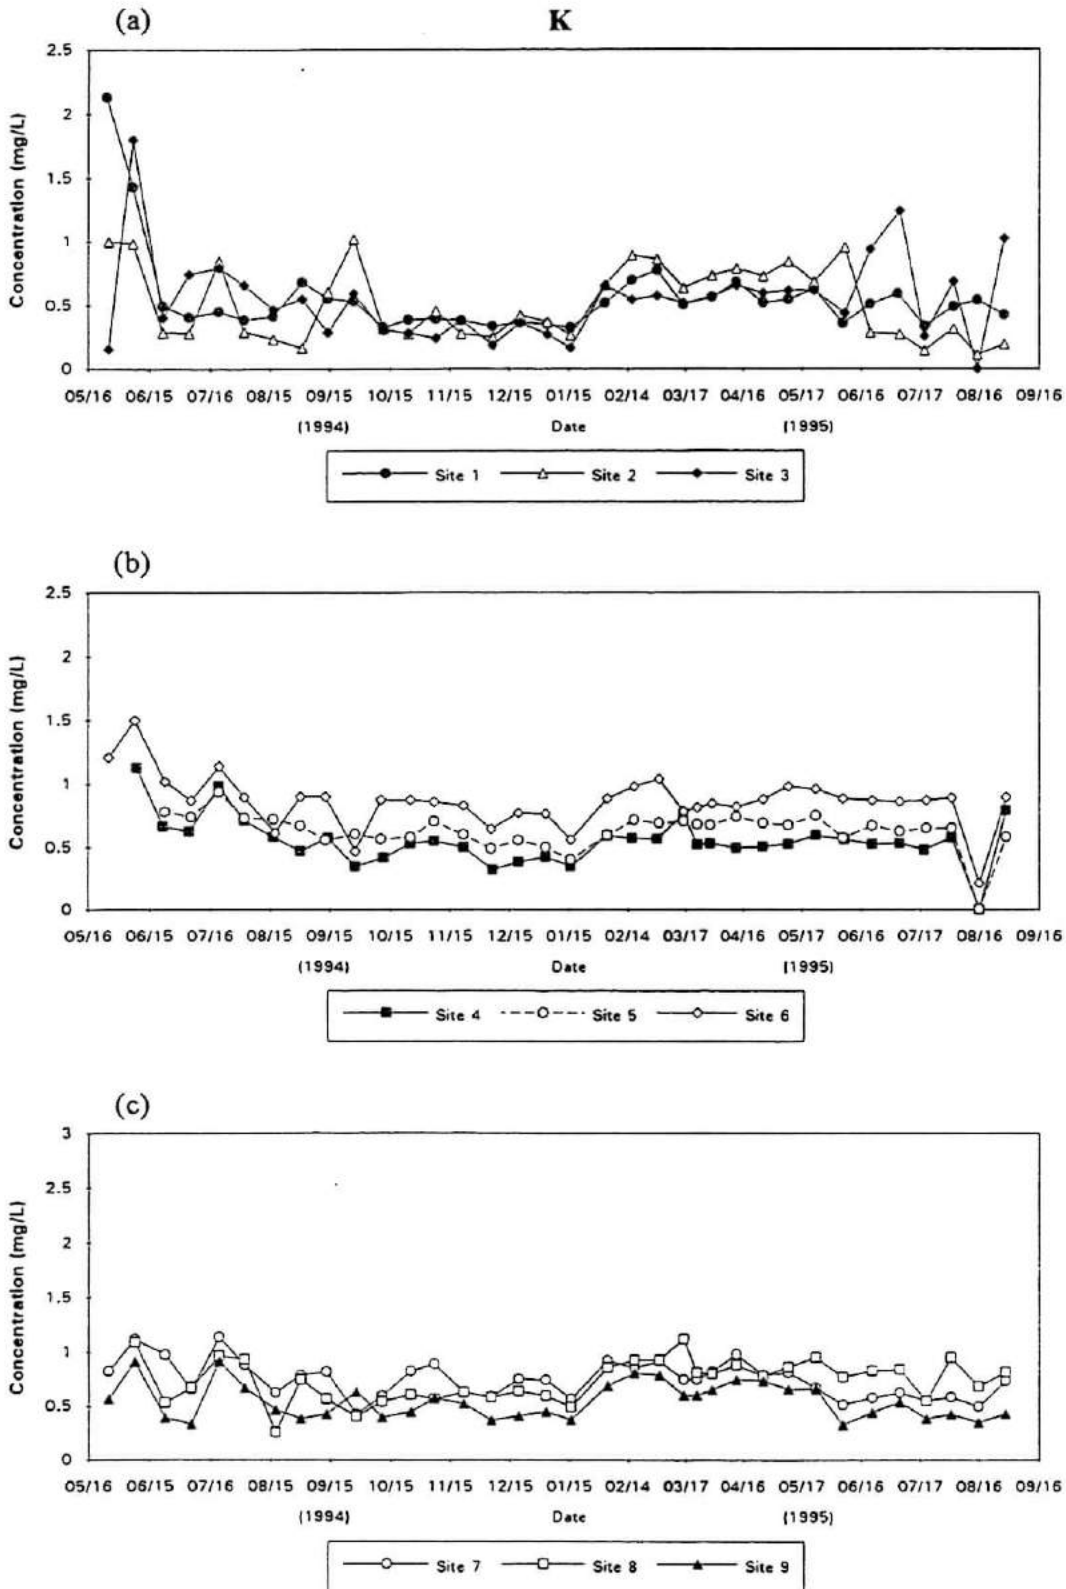 (a) K
Concentration (mg/L)
2.5
2
1.5
1
0.5
0
05/16 06/15 07/16 08/15 09/15 10/15 11/15 12/15 01/15 02/14 03/17 04/16 05/17 06/16 07/17 08/16 09/16
(1994) Date (1995)
Site 1 Site 2 Site 3
(b)
Concentration (mg/L)
2.5
2
1.5
1
0.5
0
05/16 06/15 07/16 08/15 09/15 10/15 11/15 12/15 01/15 02/14 03/17 04/16 05/17 06/16 07/17 08/16 09/16
(1994) Date (1995)
Site 4 Site 5 Site 6
(c)
Concentration (mg/L)
3
2.5
2
1.5
1
0.5
0
05/16 06/15 07/16 08/15 09/15 10/15 11/15 12/15 01/15 02/14 03/17 04/16 05/17 06/16 07/17 08/16 09/16
(1994) Date (1995)
Site 7 Site 8 Site 9